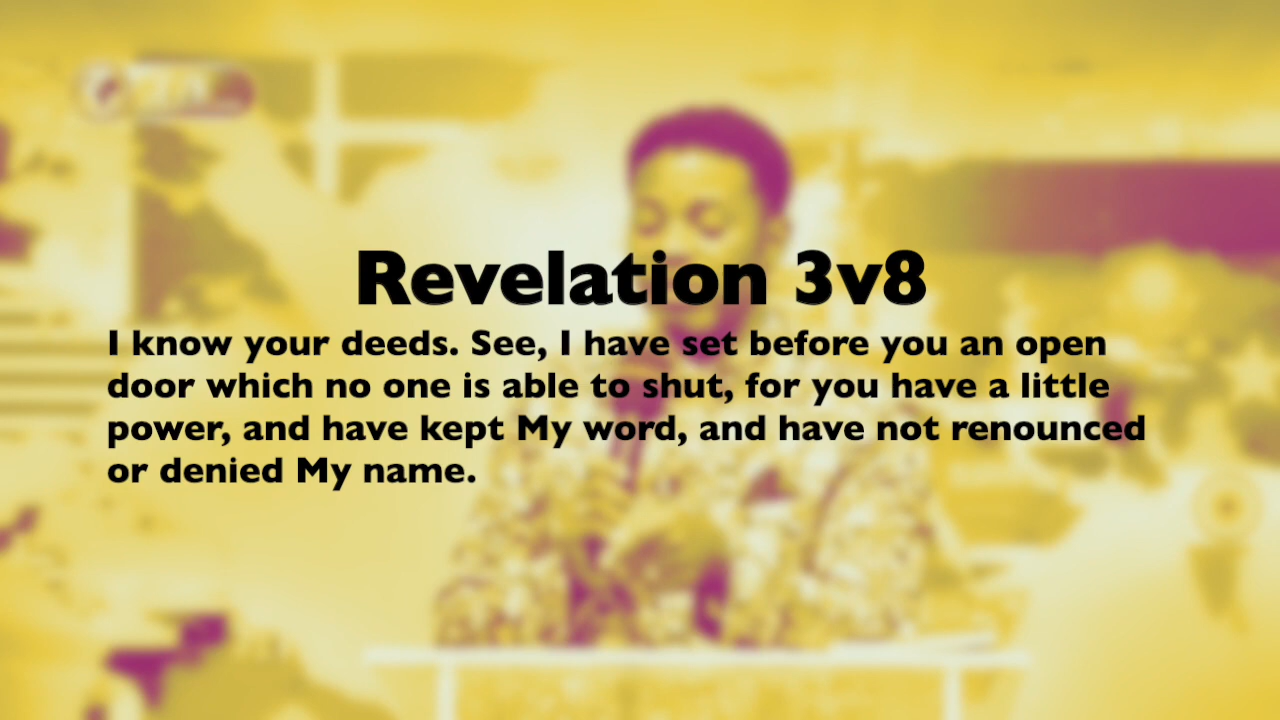 Revelation 3v8
I know your deeds. See, I have set before you an open
door which no one is able to shut, for you have a little
power, and have kept My word, and have not renounced
or denied My name.